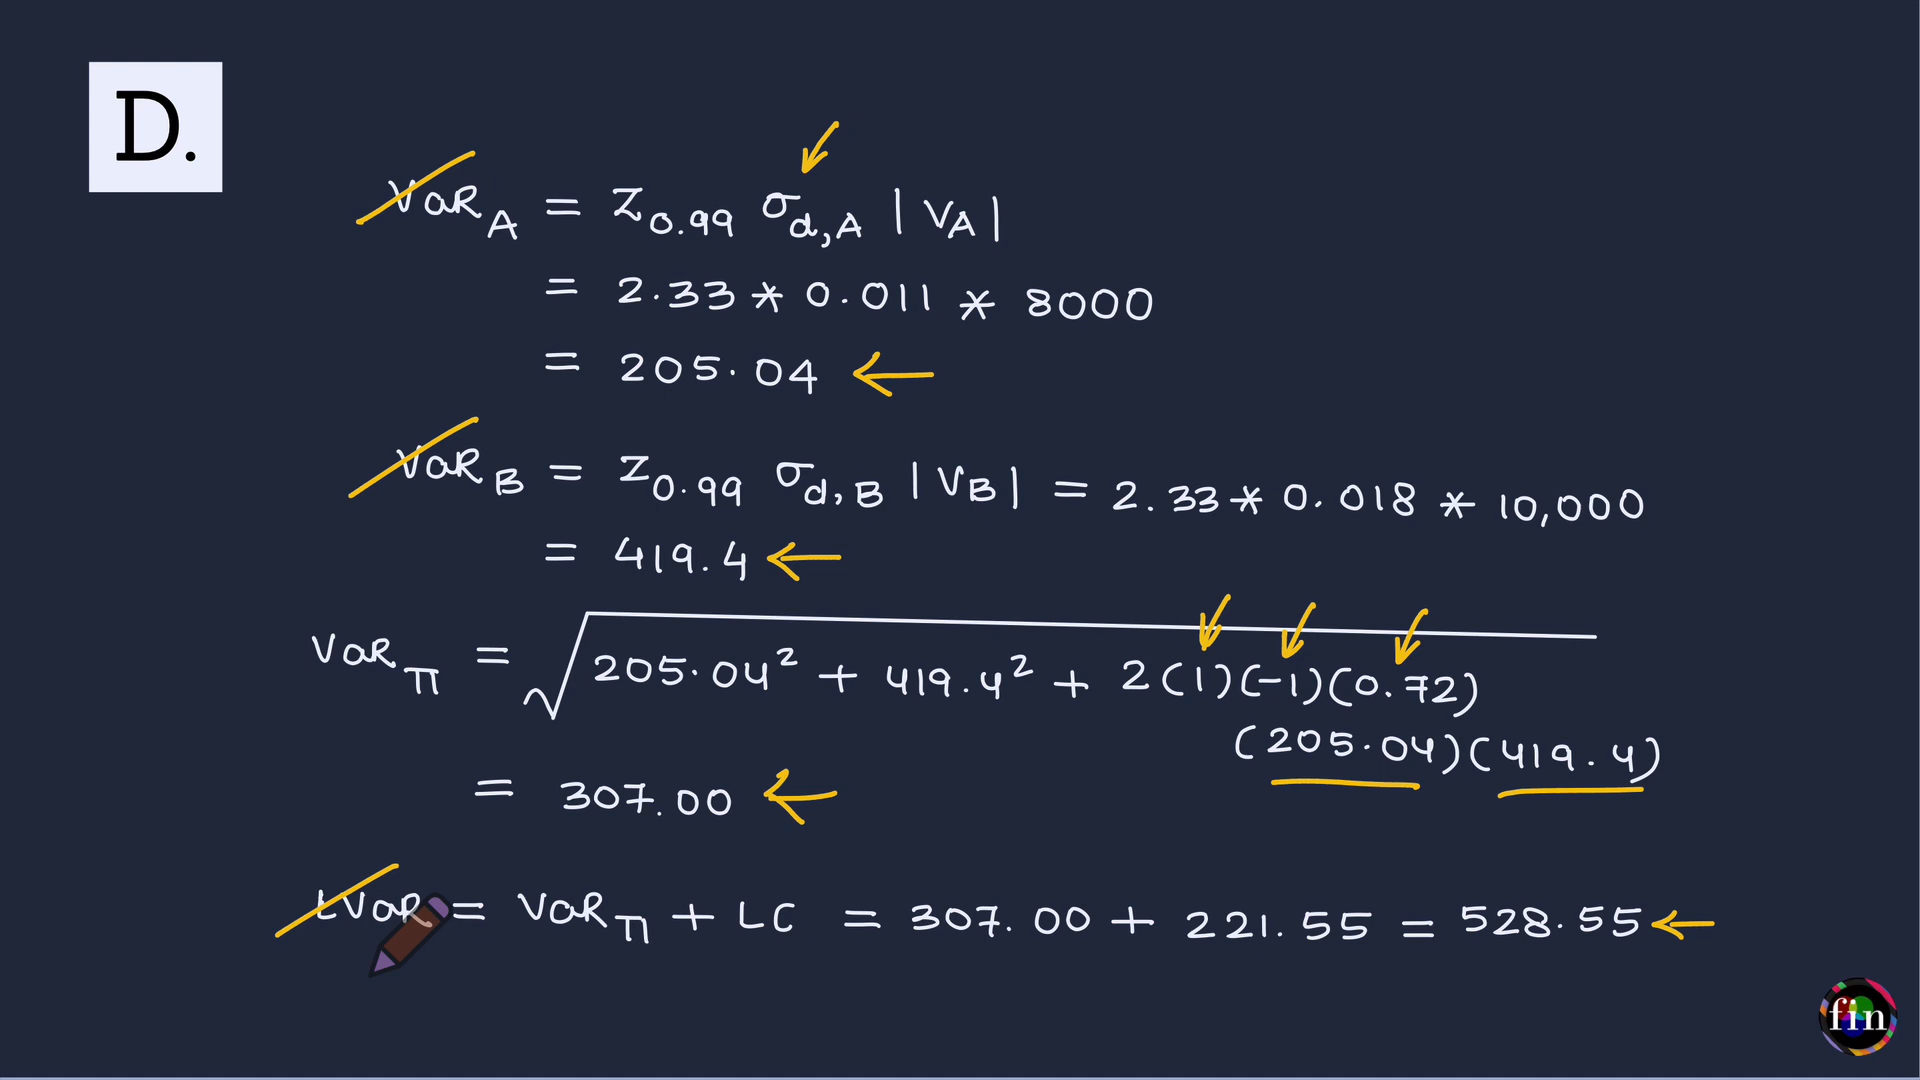 D.
VaR_A = Z_0.99 σ_d,A |V_A|
= 2.33 * 0.011 * 8000
= 205.04
VaR_B = Z_0.99 σ_d,B |V_B| = 2.33 * 0.018 * 10,000
= 419.4
VaR_Π = √205.04² + 419.4² + 2(1)(-1)(0.72)
(205.04)(419.4)
= 307.00
LVaR = VaR_Π + LC = 307.00 + 221.55 = 528.55
fin